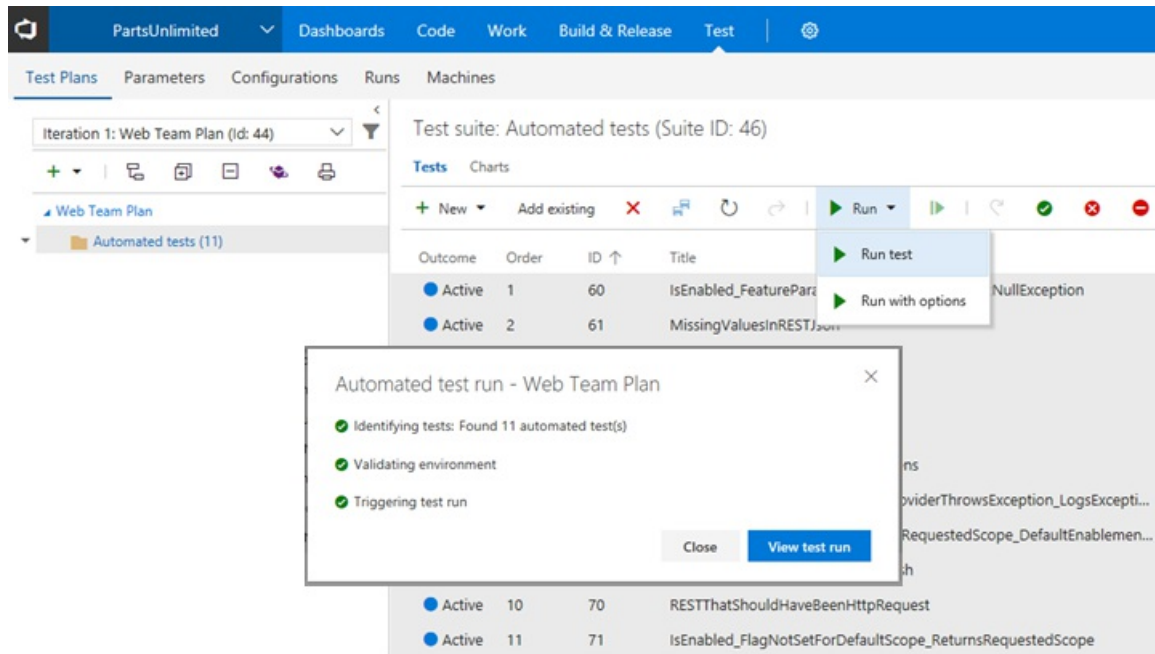 PartsUnlimited Dashboards Code Work Build & Release Test
Test Plans Parameters Configurations Runs Machines
Iteration 1: Web Team Plan (Id: 44)
Web Team Plan
Automated tests (11)
Test suite: Automated tests (Suite ID: 46)
Tests Charts
New Add existing Run
Run test
Run with options
Outcome Order ID ↑ Title
Active 1 60 IsEnabled_FeaturePara NullException
Active 2 61 MissingValuesInRESTJson
Automated test run - Web Team Plan
Identifying tests: Found 11 automated test(s)
Validating environment
Triggering test run
Close View test run
ns
oviderThrowsException_LogsExcepti...
RequestedScope_DefaultEnablemen...
sh
Active 10 70 RESTThatShouldHaveBeenHttpRequest
Active 11 71 IsEnabled_FlagNotSetForDefaultScope_ReturnsRequestedScope